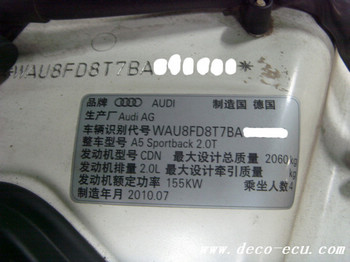 WAU8FD8T7BA
品牌 AUDI 制造国 德国
生产厂 Audi AG
车辆识别代号 WAU8FD8T7BA
整车型号 A5 Sportback 2.0T
发动机型号 CDN 最大设计总质量 2060kg
发动机排量 2.0L 最大设计牵引质量 kg
发动机额定功率 155KW 乘坐人数 4
制造年月 2010.07
www.deco-ecu.com